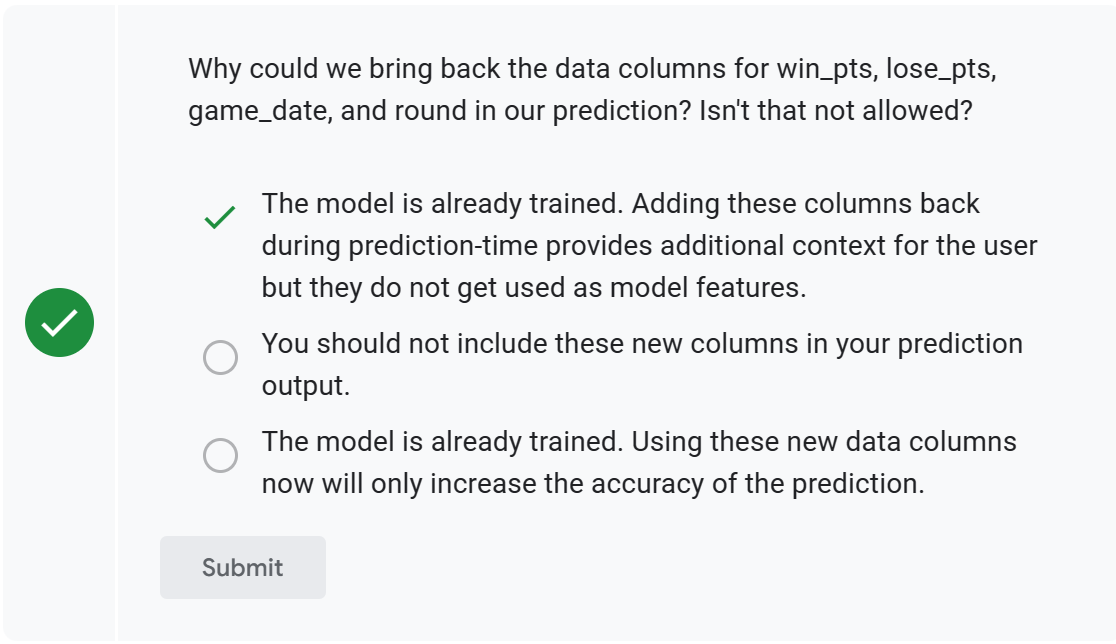 Why could we bring back the data columns for win_pts, lose_pts,
game_date, and round in our prediction? Isn't that not allowed?
The model is already trained. Adding these columns back
during prediction-time provides additional context for the user
but they do not get used as model features.
You should not include these new columns in your prediction
output.
The model is already trained. Using these new data columns
now will only increase the accuracy of the prediction.
Submit